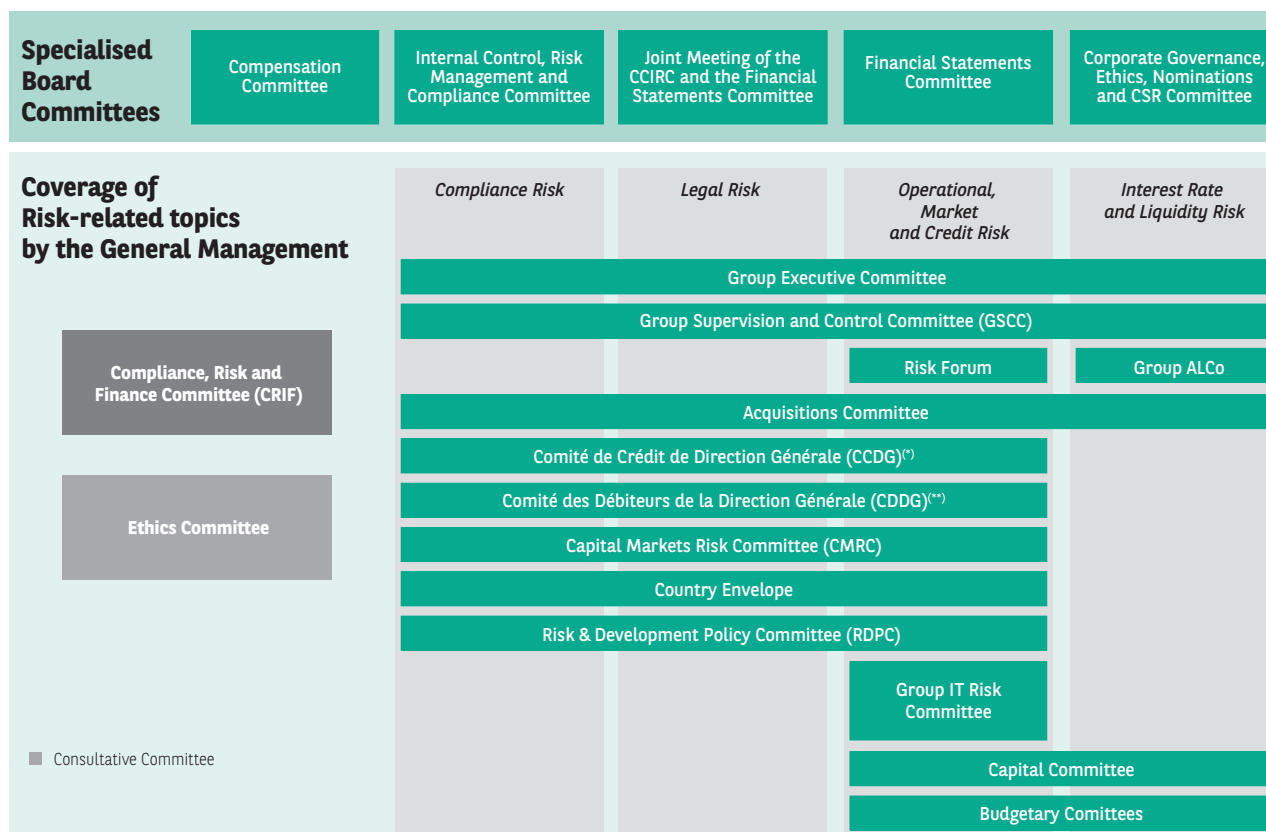 Specialised
Board
Committees
Compensation
Committee
Internal Control, Risk
Management and
Compliance Committee
Joint Meeting of the
CCIRC and the Financial
Statements Committee
Financial Statements
Committee
Corporate Governance,
Ethics, Nominations
and CSR Committee
Coverage of
Risk-related topics
by the General Management
Compliance Risk
Legal Risk
Operational,
Market
and Credit Risk
Interest Rate
and Liquidity Risk
Group Executive Committee
Group Supervision and Control Committee (GSCC)
Compliance, Risk and
Finance Committee (CRIF)
Risk Forum
Group ALCo
Acquisitions Committee
Comité de Crédit de Direction Générale (CCDG)(*)
Ethics Committee
Comité des Débiteurs de la Direction Générale (CDDG)(**)
Capital Markets Risk Committee (CMRC)
Country Envelope
Risk & Development Policy Committee (RDPC)
Group IT Risk
Committee
Consultative Committee
Capital Committee
Budgetary Comittees